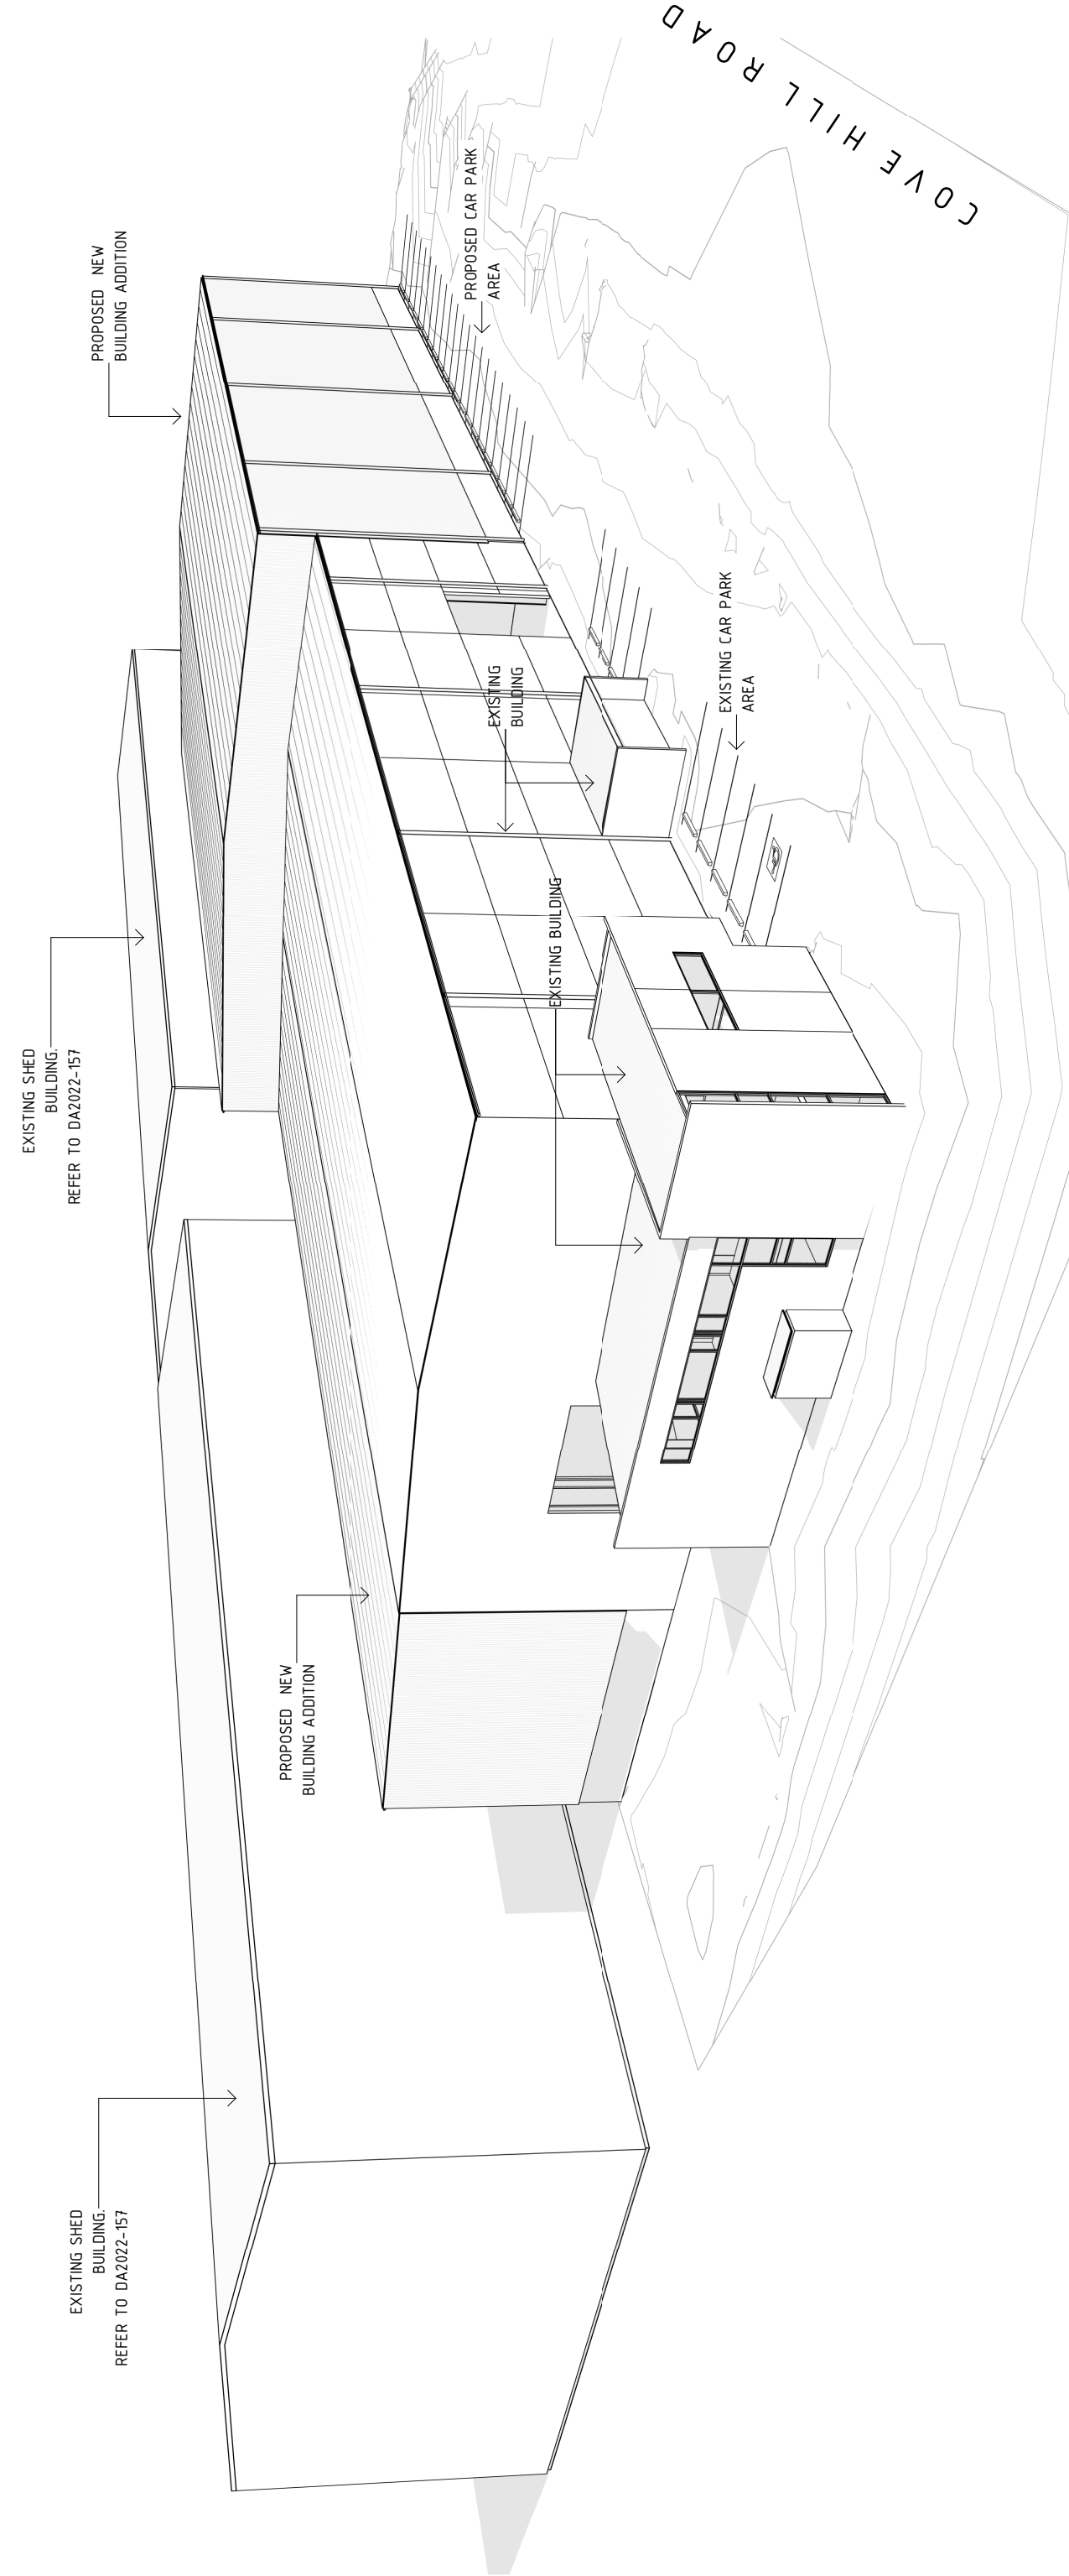 EXISTING SHED
BUILDING.
REFER TO DA2022-157
PROPOSED NEW
BUILDING ADDITION
EXISTING SHED
BUILDING.
REFER TO DA2022-157
PROPOSED NEW
BUILDING ADDITION
EXISTING BUILDING
EXISTING
BUILDING
EXISTING CAR PARK
AREA
PROPOSED CAR PARK
AREA
COVE HILL ROAD